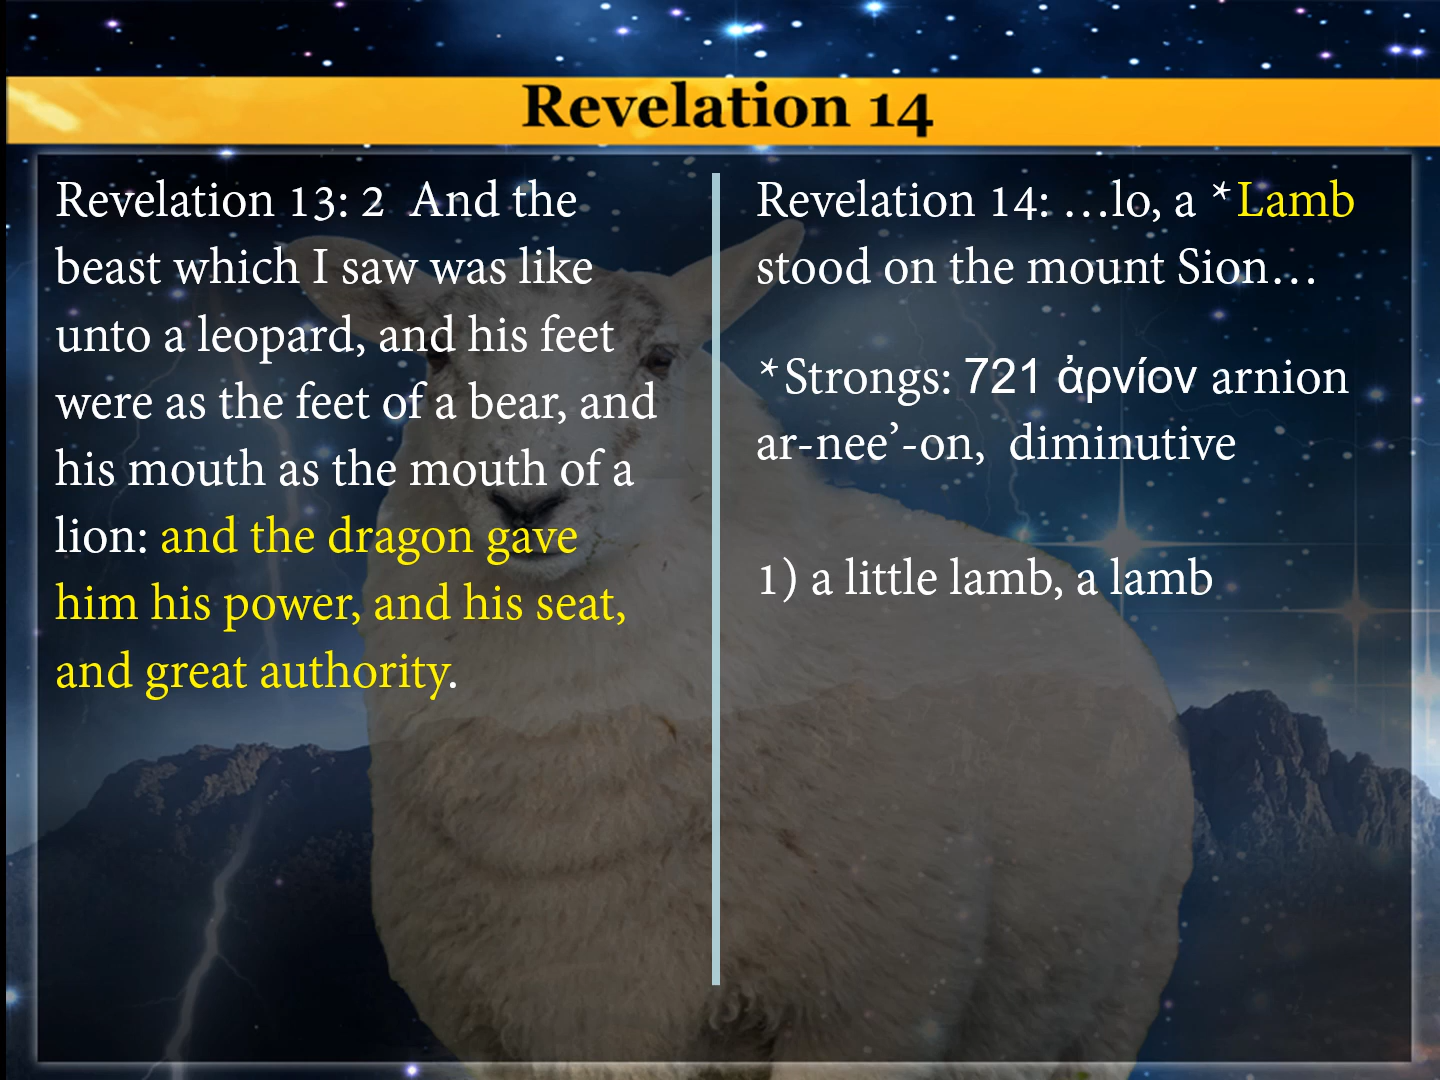 Revelation 14
Revelation 13: 2  And the
beast which I saw was like
unto a leopard, and his feet
were as the feet of a bear, and
his mouth as the mouth of a
lion: and the dragon gave
him his power, and his seat,
and great authority.
Revelation 14: …lo, a *Lamb
stood on the mount Sion…
*Strongs: 721 ἀρνίον arnion
ar-nee’-on,  diminutive
1) a little lamb, a lamb